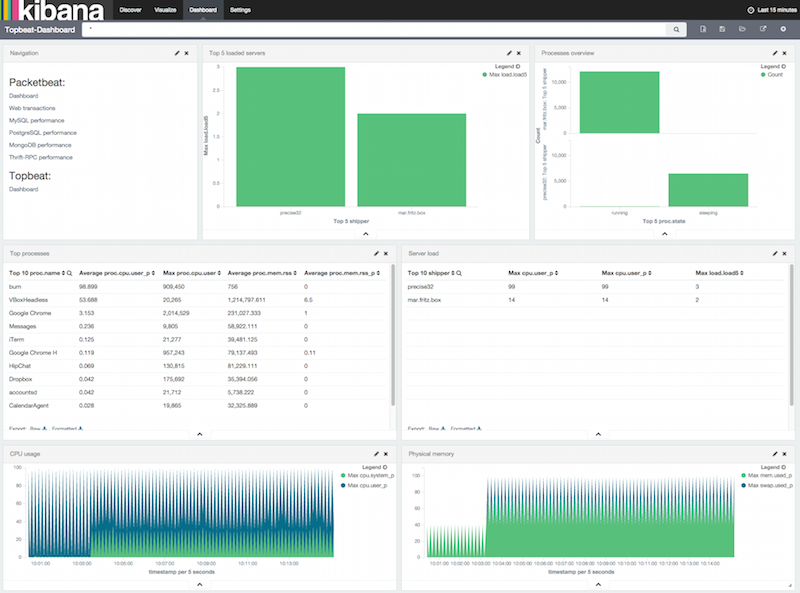 kibana
Discover Visualize Dashboard Settings Last 15 minutes
Topbeat-Dashboard *
Navigation
Packetbeat:
Dashboard
Web transactions
MySQL performance
PostgreSQL performance
MongoDB performance
Thrift-RPC performance
Topbeat:
Dashboard
Top 5 loaded servers
Legend
Max load.load5
Max load.load5
3
2.5
2
1.5
1
0.5
0
precise32 mar.fritz.box
Top 5 shipper
Processes overview
Legend
Count
Count
mar.fritz.box: Top 5 shipper
10,000
5,000
0
precise32: Top 5 shipper
10,000
5,000
0
running sleeping
Top 5 proc.state
Top processes
Top 10 proc.name Average proc.cpu.user_p Max proc.cpu.user Average proc.mem.rss Average proc.mem.rss_p
burn 98.899 909,450 756 0
VBoxHeadless 53.688 20,265 1,214,797.611 6.5
Google Chrome 3.153 2,014,529 231,027.333 1
Messages 0.236 9,805 58,922.111 0
iTerm 0.125 21,277 39,481.125 0
Google Chrome H 0.119 957,243 79,137.493 0.11
HipChat 0.069 130,815 81,229.111 0
Dropbox 0.042 175,692 35,394.056 0
accountsd 0.042 21,712 5,738.222 0
CalendarAgent 0.028 19,865 32,325.889 0
Export: Raw Formatted
Server load
Top 10 shipper Max cpu.user_p Max cpu.user_p Max load.load5
precise32 99 99 3
mar.fritz.box 14 14 2
Export: Raw Formatted
CPU usage
Legend
Max cpu.system_p
Max cpu.user_p
100
80
60
40
20
0
10:01:00 10:03:00 10:05:00 10:07:00 10:09:00 10:11:00 10:13:00
timestamp per 5 seconds
Physical memory
Legend
Max mem.used_p
Max swap.used_p
100
80
60
40
20
0
10:01:00 10:02:00 10:03:00 10:04:00 10:05:00 10:06:00 10:07:00 10:08:00 10:09:00 10:10:00 10:11:00 10:12:00 10:13:00 10:14:00
timestamp per 5 seconds